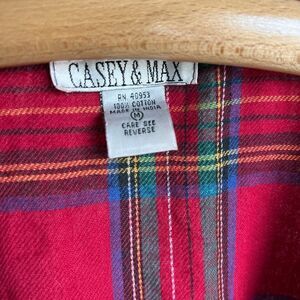 CASEY & MAX
RN 40953
100% COTTON
MADE IN INDIA
M
CARE SEE
REVERSE